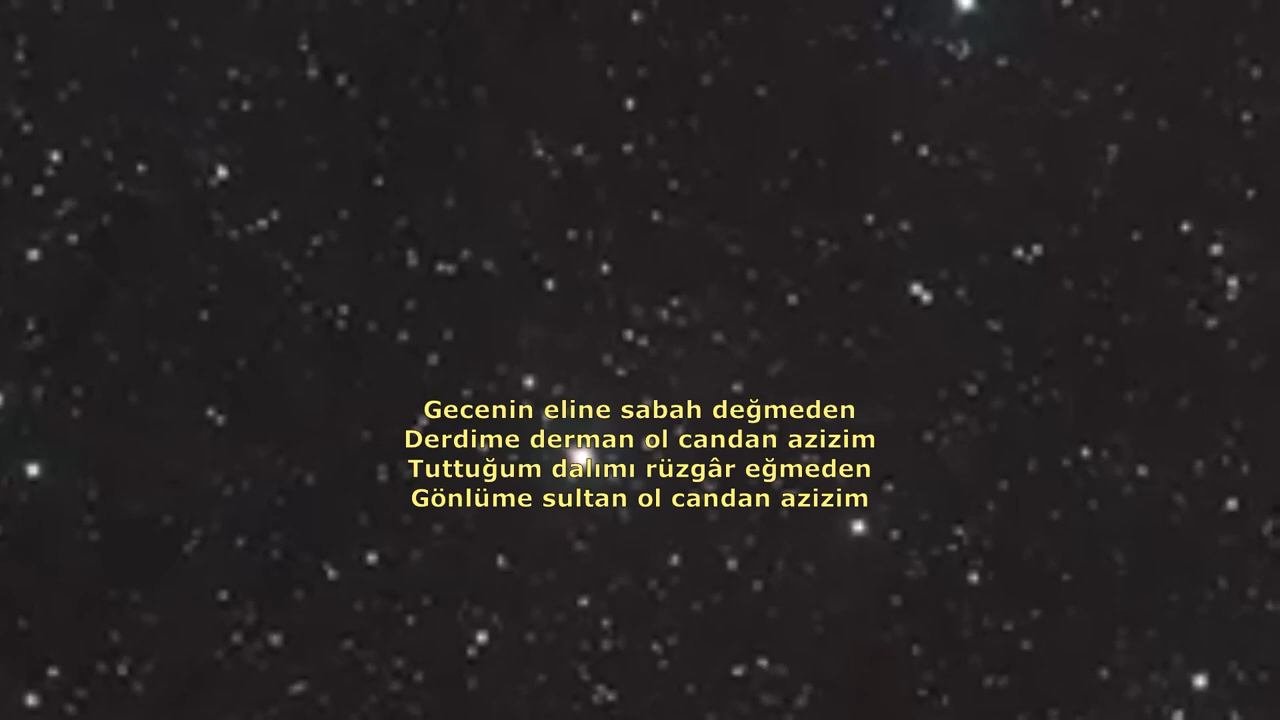 Gecenin eline sabah değmeden
Derdime derman ol candan azizim
Tuttuğum dalımı rüzgâr eğmeden
Gönlüme sultan ol candan azizim